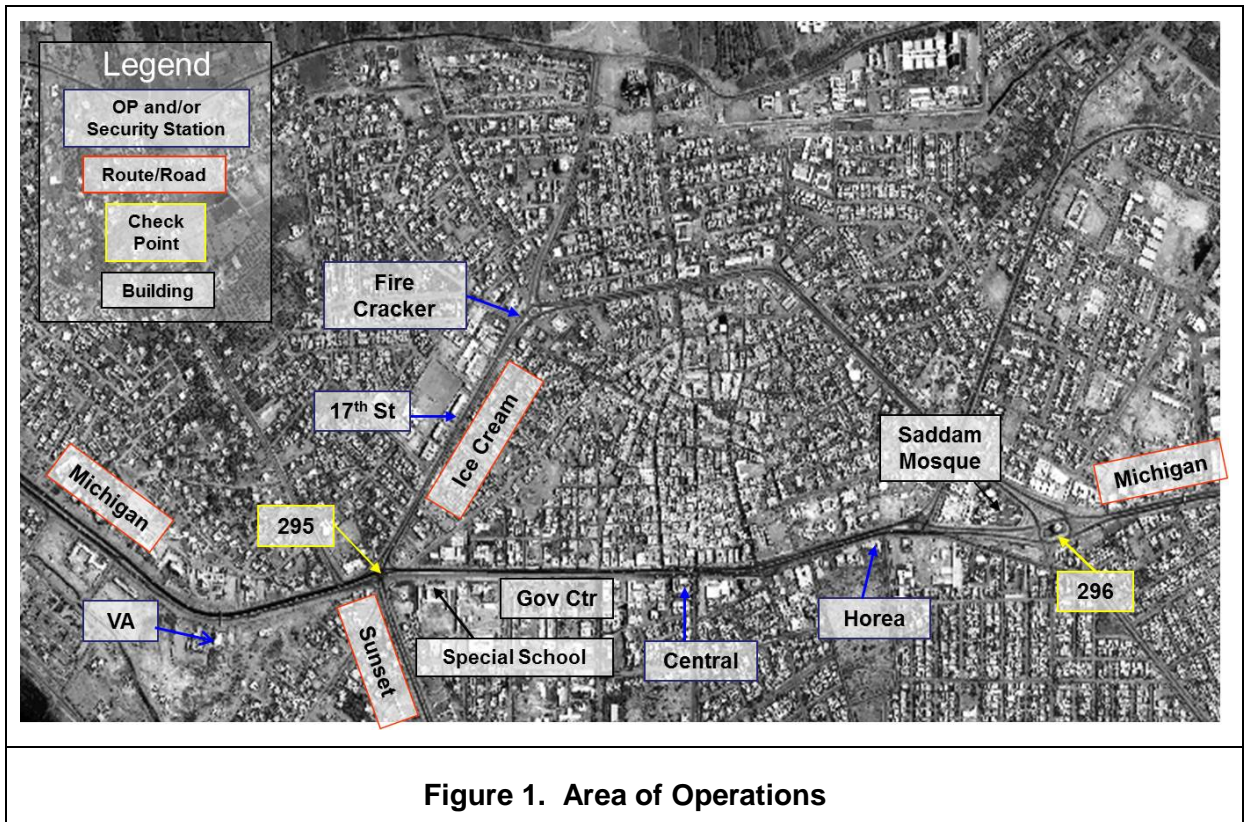 Legend
OP and/or
Security Station
Route/Road
Check
Point
Building
Fire
Cracker
17th St
Ice Cream
Saddam
Mosque
Michigan
Michigan
295
296
VA
Sunset
Gov Ctr
Special School
Central
Horea
Figure 1. Area of Operations